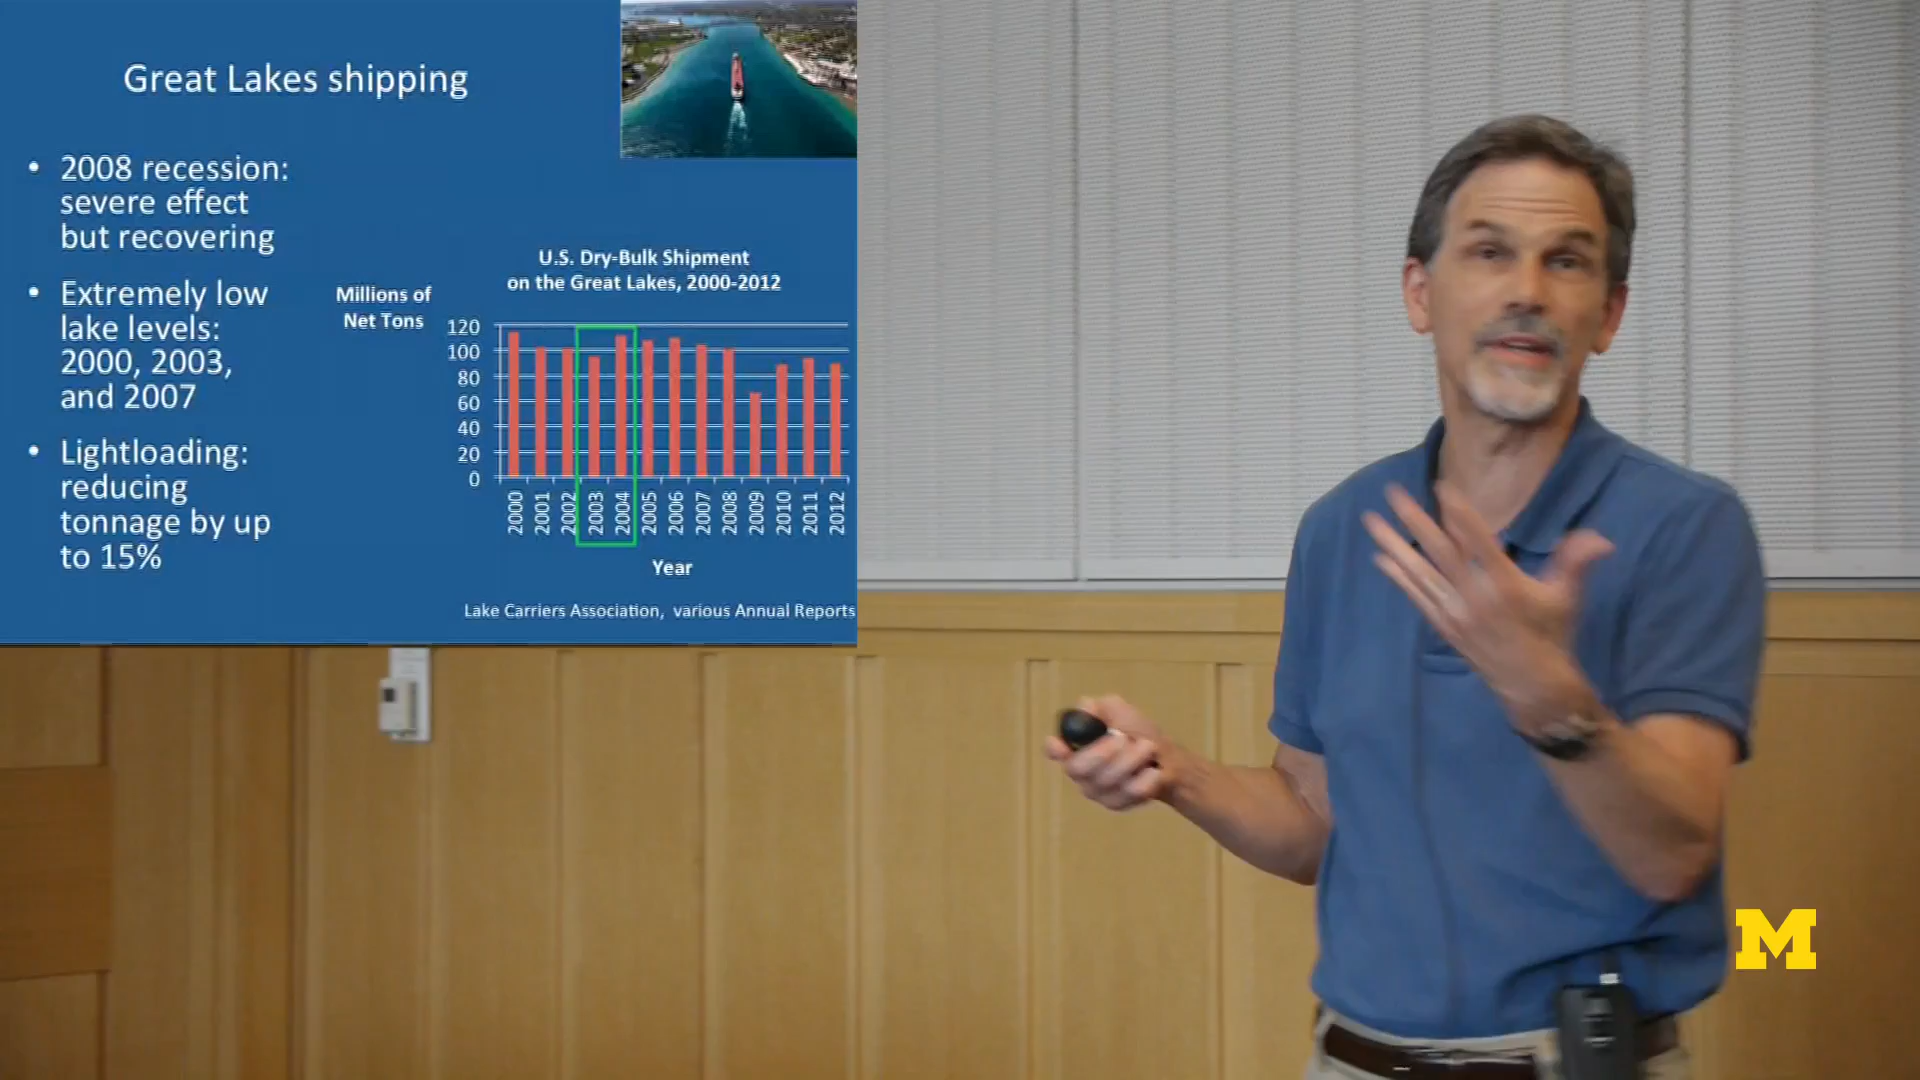 Great Lakes shipping
• 2008 recession:
severe effect
but recovering
• Extremely low
lake levels:
2000, 2003,
and 2007
• Lightloading:
reducing
tonnage by up
to 15%
U.S. Dry-Bulk Shipment
on the Great Lakes, 2000-2012
Millions of
Net Tons
120
100
80
60
40
20
0
2000 2001 2002 2003 2004 2005 2006 2007 2008 2009 2010 2011 2012
Year
Lake Carriers Association, various Annual Reports
M